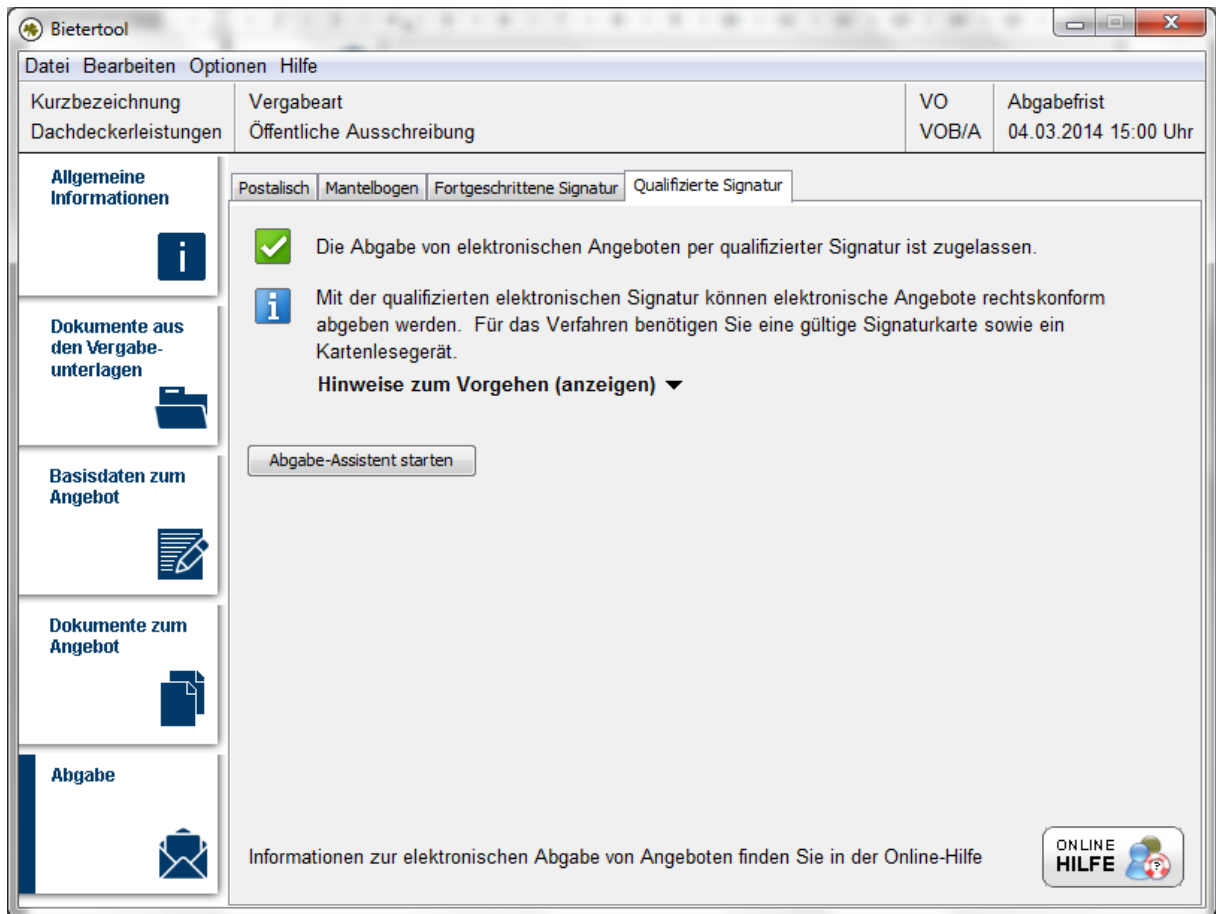 Bietertool
Datei Bearbeiten Optionen Hilfe
Kurzbezeichnung
Dachdeckerleistungen
Vergabeart
Öffentliche Ausschreibung
VO
VOB/A
Abgabefrist
04.03.2014 15:00 Uhr
Allgemeine
Informationen
i
Dokumente aus
den Vergabe-
unterlagen
Basisdaten zum
Angebot
Dokumente zum
Angebot
Abgabe
Postalisch Mantelbogen Fortgeschrittene Signatur Qualifizierte Signatur
Die Abgabe von elektronischen Angeboten per qualifizierter Signatur ist zugelassen.
i
Mit der qualifizierten elektronischen Signatur können elektronische Angebote rechtskonform
abgeben werden. Für das Verfahren benötigen Sie eine gültige Signaturkarte sowie ein
Kartenlesegerät.
Hinweise zum Vorgehen (anzeigen)
Abgabe-Assistent starten
Informationen zur elektronischen Abgabe von Angeboten finden Sie in der Online-Hilfe
ONLINE
HILFE
?